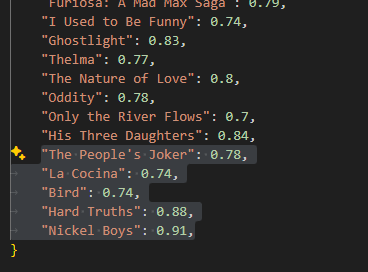 "Furiosa: A Mad Max Saga": 0.79,
"I Used to Be Funny": 0.74,
"Ghostlight": 0.83,
"Thelma": 0.77,
"The Nature of Love": 0.8,
"Oddity": 0.78,
"Only the River Flows": 0.7,
"His Three Daughters": 0.84,
"The People's Joker": 0.78,
"La Cocina": 0.74,
"Bird": 0.74,
"Hard Truths": 0.88,
"Nickel Boys": 0.91,
}